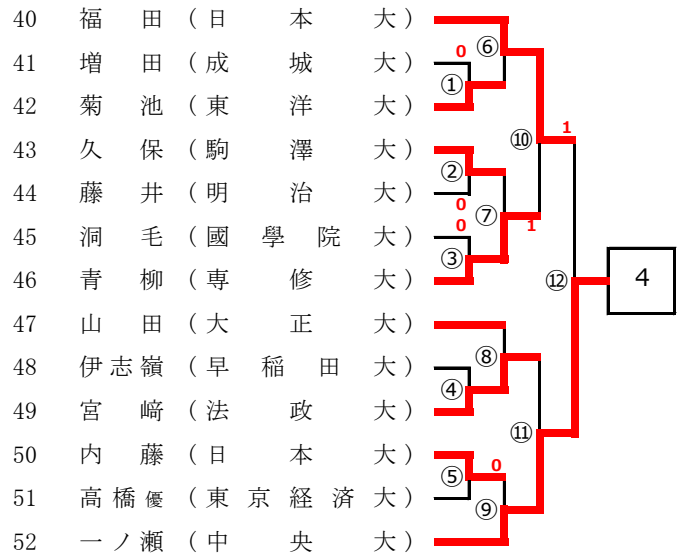 40 福田（日本大）
⑥
41 増田（成城大） 0
①
42 菊池（東洋大）
43 久保（駒澤大） ⑩ 1
②
44 藤井（明治大） 0
⑦
45 洞毛（國學院大） 0 1
③
46 青柳（専修大） ⑫ 4
47 山田（大正大）
⑧
48 伊志嶺（早稲田大）
④
49 宮﨑（法政大）
⑪
50 内藤（日本大） 0
⑤
51 高橋優（東京経済大）
⑨
52 一ノ瀬（中央大）